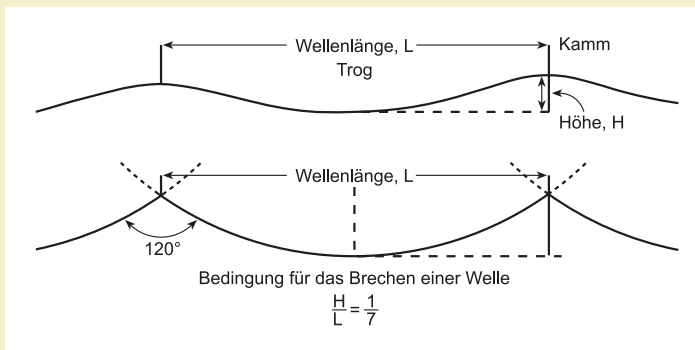 Wellenlänge, L
Kamm
Trog
Höhe, H
Wellenlänge, L
120°
Bedingung für das Brechen einer Welle
H/L = 1/7